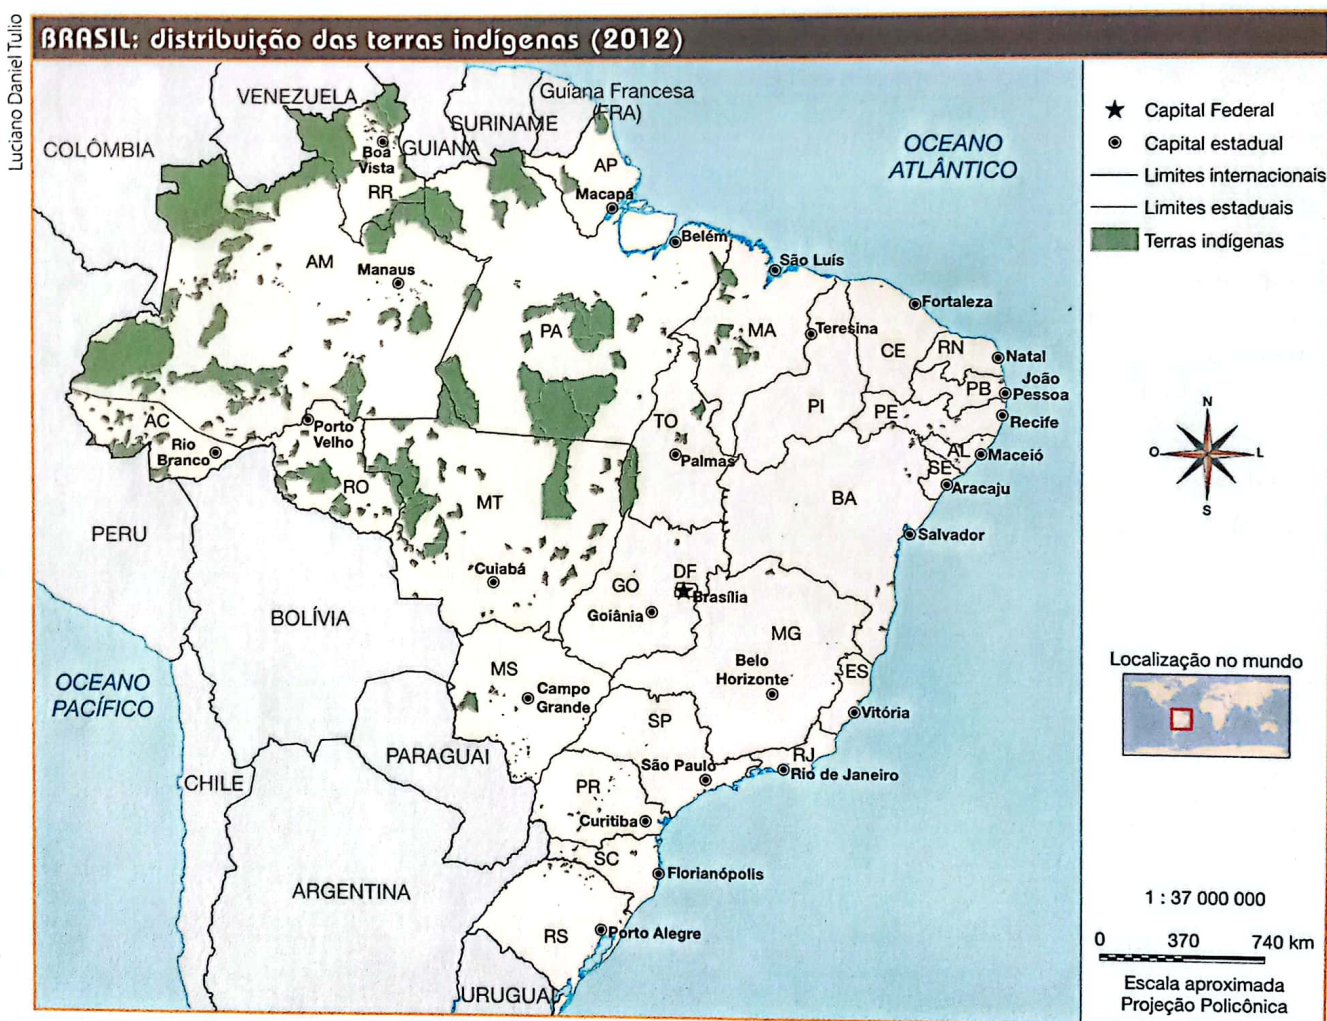 Luciano Daniel Tulio
BRASIL: distribuição das terras indígenas (2012)
VENEZUELA
Guiana Francesa
(FRA)
SURINAME
GUIANA
COLÔMBIA
Boa
Vista
RR
AP
Macapá
OCEANO
ATLÂNTICO
Belém
São Luís
AM
Manaus
Fortaleza
PA
MA
Teresina
CE
RN
Natal
João
Pessoa
PB
PI
PE
Recife
AC
Rio
Branco
Porto
Velho
TO
Palmas
AL
Maceió
SE
Aracaju
RO
MT
BA
PERU
Salvador
Cuiabá
GO
DF
Brasília
Goiânia
BOLÍVIA
MG
Belo
Horizonte
ES
Vitória
MS
Campo
Grande
OCEANO
PACÍFICO
SP
São Paulo
RJ
Rio de Janeiro
PARAGUAI
CHILE
PR
Curitiba
SC
Florianópolis
ARGENTINA
RS
Porto Alegre
URUGUAI
Capital Federal
Capital estadual
Limites internacionais
Limites estaduais
Terras indígenas
N
O
L
S
Localização no mundo
1 : 37 000 000
0 370 740 km
Escala aproximada
Projeção Policônica